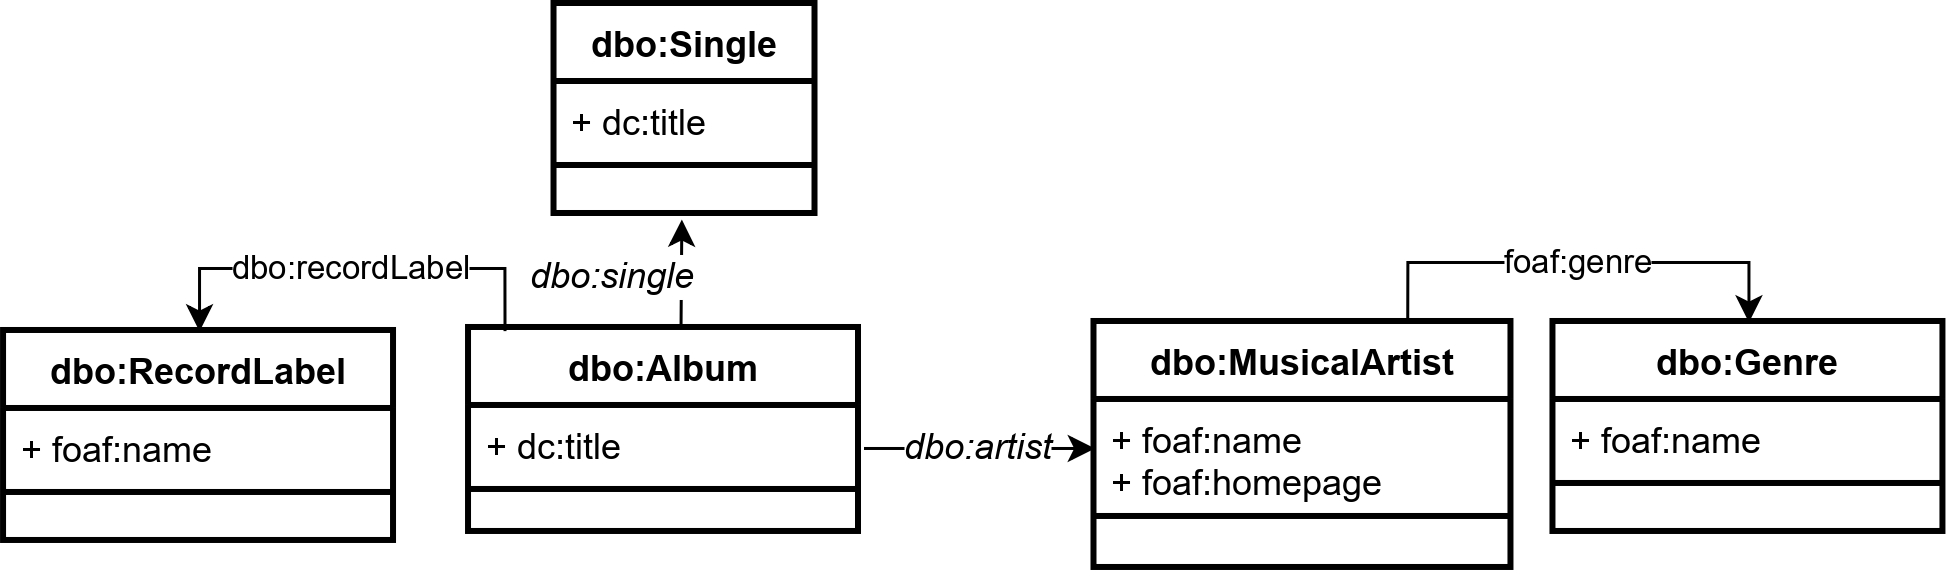 dbo:Single
+ dc:title
dbo:recordLabel
dbo:single
foaf:genre
dbo:RecordLabel
+ foaf:name
dbo:Album
+ dc:title
dbo:artist
dbo:MusicalArtist
+ foaf:name
+ foaf:homepage
dbo:Genre
+ foaf:name